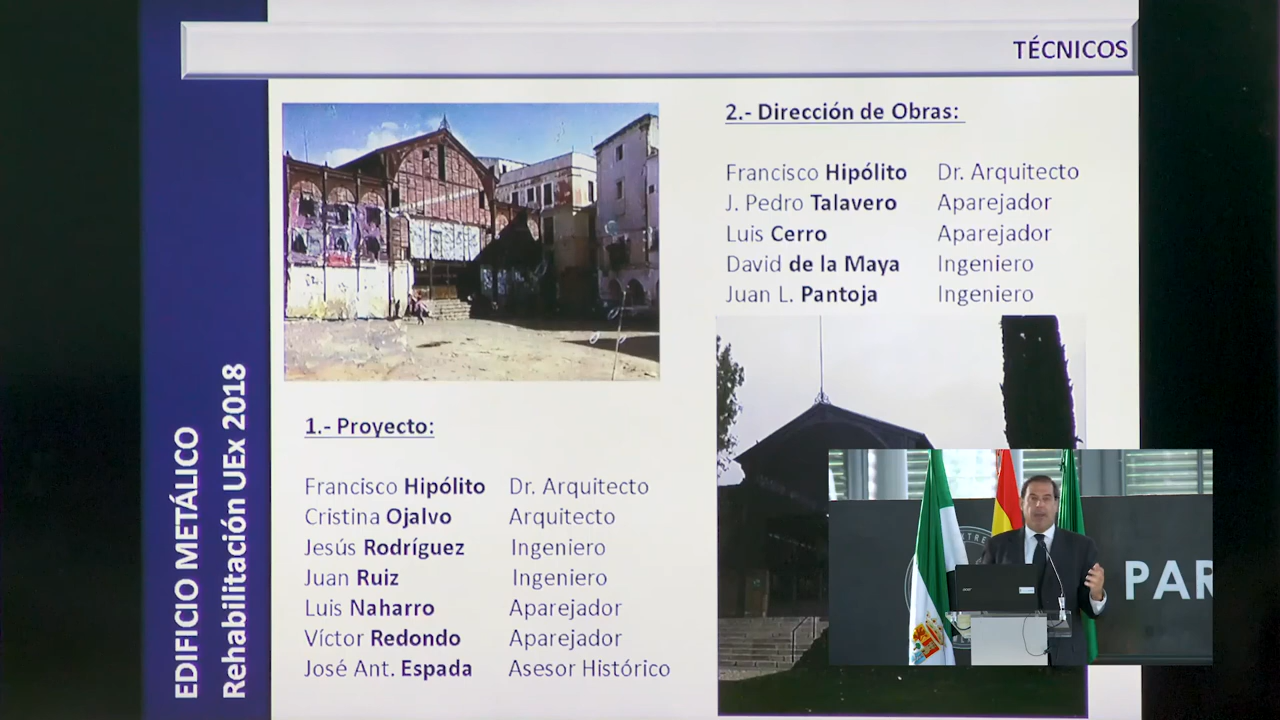 TÉCNICOS
EDIFICIO METÁLICO
Rehabilitación UEx 2018
1.- Proyecto:
Francisco Hipólito Dr. Arquitecto
Cristina Ojalvo Arquitecto
Jesús Rodríguez Ingeniero
Juan Ruiz Ingeniero
Luis Naharro Aparejador
Víctor Redondo Aparejador
José Ant. Espada Asesor Histórico
2.- Dirección de Obras:
Francisco Hipólito Dr. Arquitecto
J. Pedro Talavero Aparejador
Luis Cerro Aparejador
David de la Maya Ingeniero
Juan L. Pantoja Ingeniero
PAR